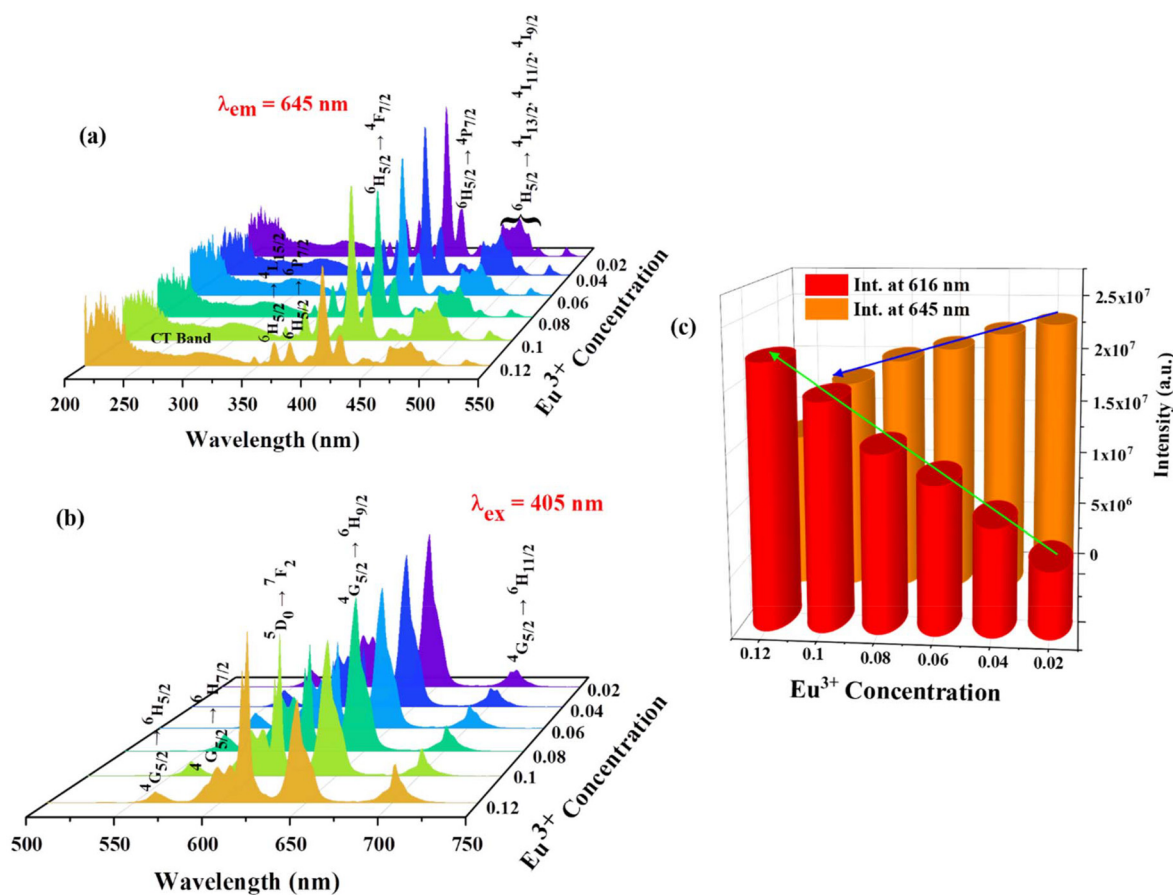 (a)
λem = 645 nm
CT Band
6H5/2 → 4L15/2
6H5/2 → 6P7/2
6H5/2 → 4F7/2
6H5/2 → 4P7/2
6H5/2 → 4I13/2, 4I11/2, 4I9/2
{
}
0.02
0.04
0.06
0.08
0.1
0.12
Eu3+ Concentration
200 250 300 350 400 450 500 550
Wavelength (nm)
(b)
λex = 405 nm
4G5/2 → 6H5/2
4G5/2 → 6H7/2
5D0 → 7F2
4G5/2 → 6H9/2
4G5/2 → 6H11/2
0.02
0.04
0.06
0.08
0.1
0.12
Eu3+ Concentration
500 550 600 650 700 750
Wavelength (nm)
(c)
Int. at 616 nm
Int. at 645 nm
2.5x10^7
2x10^7
1.5x10^7
1x10^7
5x10^6
0
Intensity (a.u.)
0.12 0.1 0.08 0.06 0.04 0.02
Eu3+ Concentration